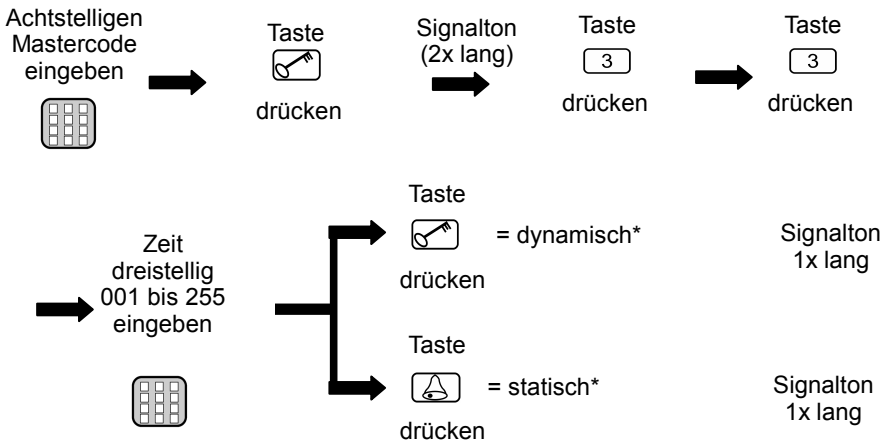 Achtstelligen
Mastercode
eingeben
Taste
drücken
Signalton
(2x lang)
Taste
3
drücken
Taste
3
drücken
Zeit
dreistellig
001 bis 255
eingeben
Taste
= dynamisch*
drücken
Signalton
1x lang
Taste
= statisch*
drücken
Signalton
1x lang